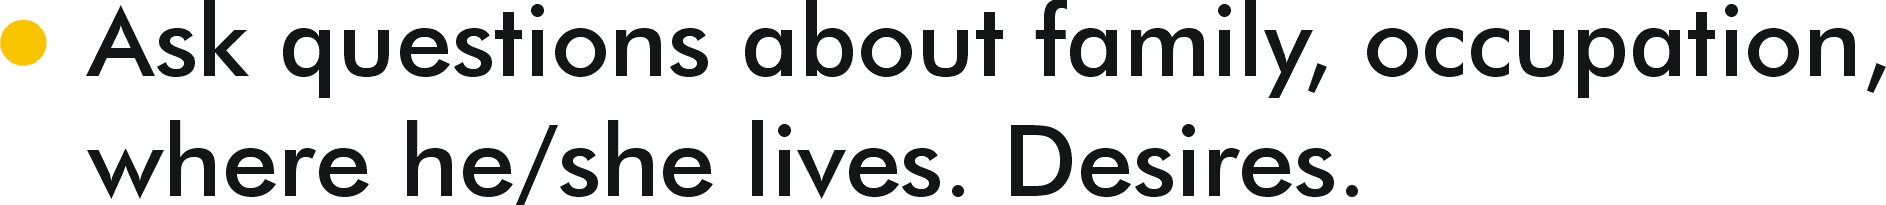 • Ask questions about family, occupation,
where he/she lives. Desires.